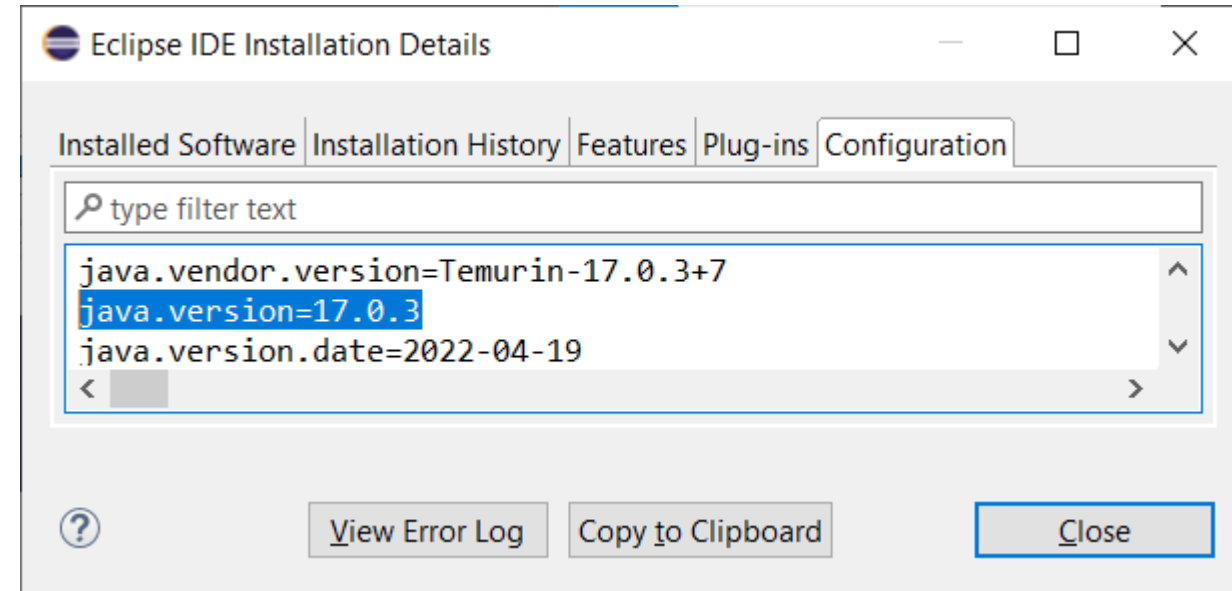 Eclipse IDE Installation Details
Installed Software Installation History Features Plug-ins Configuration
type filter text
java.vendor.version=Temurin-17.0.3+7
java.version=17.0.3
java.version.date=2022-04-19
View Error Log Copy to Clipboard Close